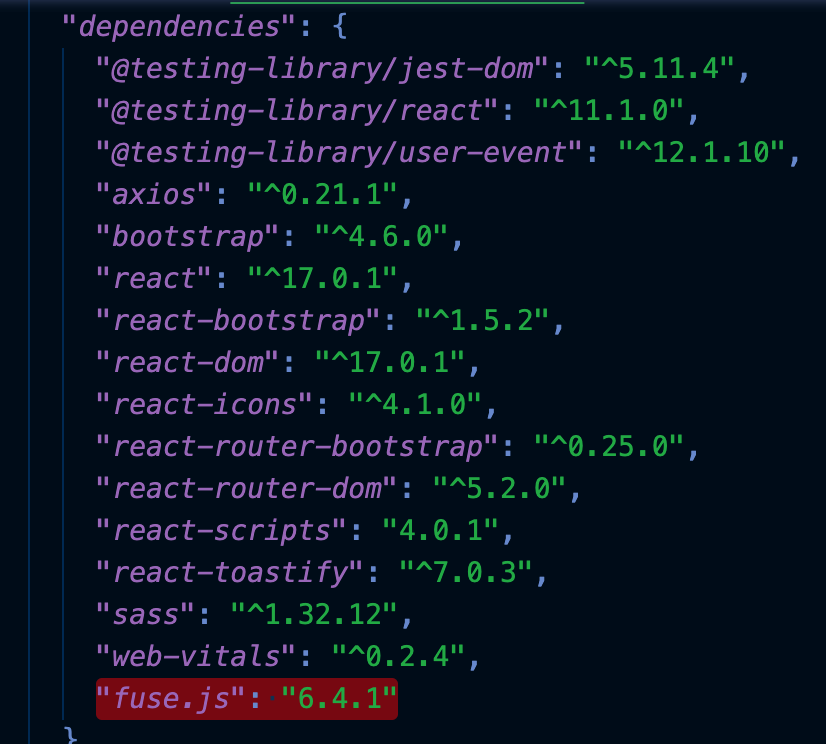 "dependencies": {
"@testing-library/jest-dom": "^5.11.4",
"@testing-library/react": "^11.1.0",
"@testing-library/user-event": "^12.1.10",
"axios": "^0.21.1",
"bootstrap": "^4.6.0",
"react": "^17.0.1",
"react-bootstrap": "^1.5.2",
"react-dom": "^17.0.1",
"react-icons": "^4.1.0",
"react-router-bootstrap": "^0.25.0",
"react-router-dom": "^5.2.0",
"react-scripts": "4.0.1",
"react-toastify": "^7.0.3",
"sass": "^1.32.12",
"web-vitals": "^0.2.4",
"fuse.js": "6.4.1"
}